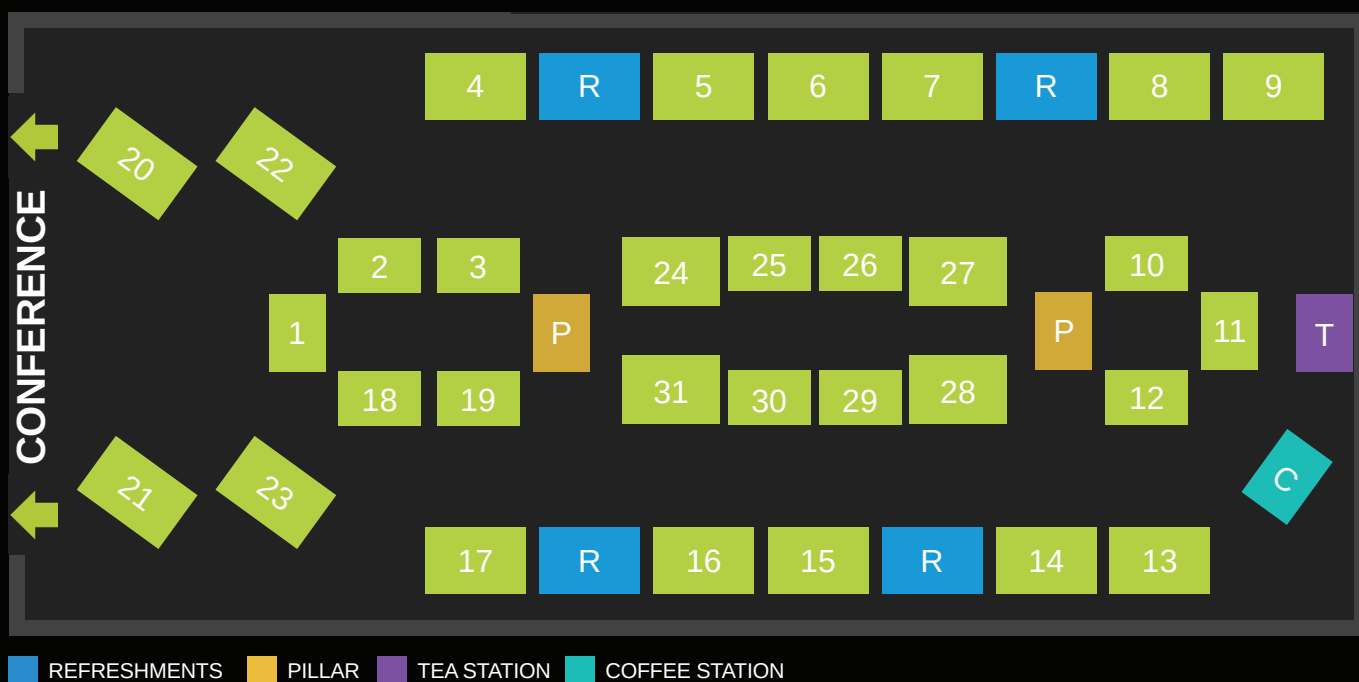 4 R 5 6 7 R 8 9
20 22
CONFERENCE
2 3 24 25 26 27 10
1 P P 11 T
18 19 31 30 29 28 12
21 23 C
17 R 16 15 R 14 13
REFRESHMENTS PILLAR TEA STATION COFFEE STATION